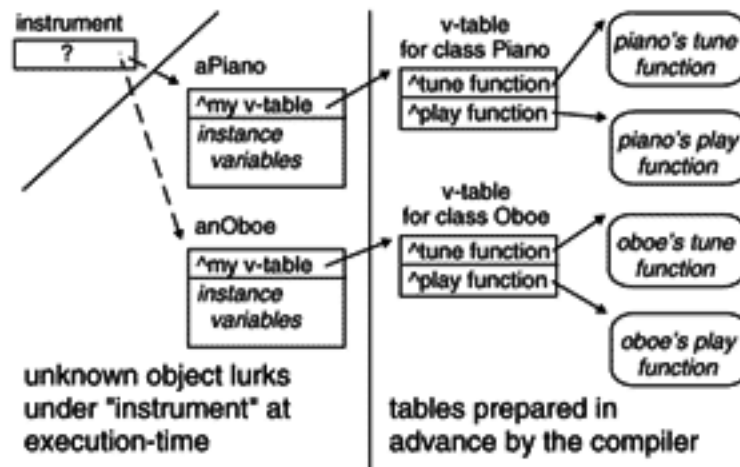 instrument
?
aPiano
^my v-table
instance
variables
anOboe
^my v-table
instance
variables
unknown object lurks
under "instrument" at
execution-time
v-table
for class Piano
^tune function
^play function
piano's tune
function
piano's play
function
v-table
for class Oboe
^tune function
^play function
oboe's tune
function
oboe's play
function
tables prepared in
advance by the compiler